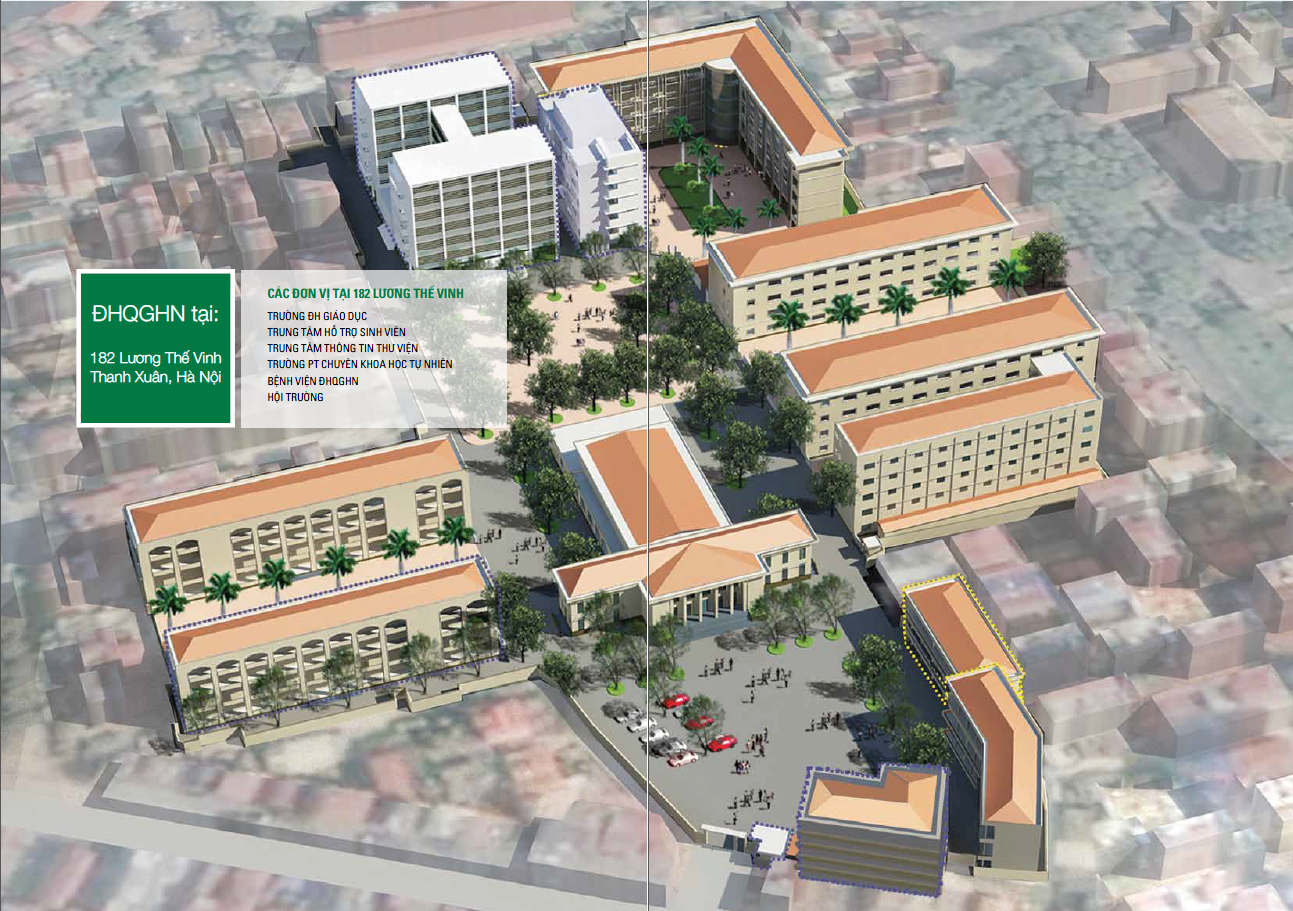 ĐHQGHN tại:
182 Lương Thế Vinh
Thanh Xuân, Hà Nội
CÁC ĐƠN VỊ TẠI 182 LƯƠNG THẾ VINH
TRƯỜNG ĐH GIÁO DỤC
TRUNG TÂM HỖ TRỢ SINH VIÊN
TRUNG TÂM THÔNG TIN THƯ VIỆN
TRƯỜNG PT CHUYÊN KHOA HỌC TỰ NHIÊN
BỆNH VIỆN ĐHQGHN
HỘI TRƯỜNG